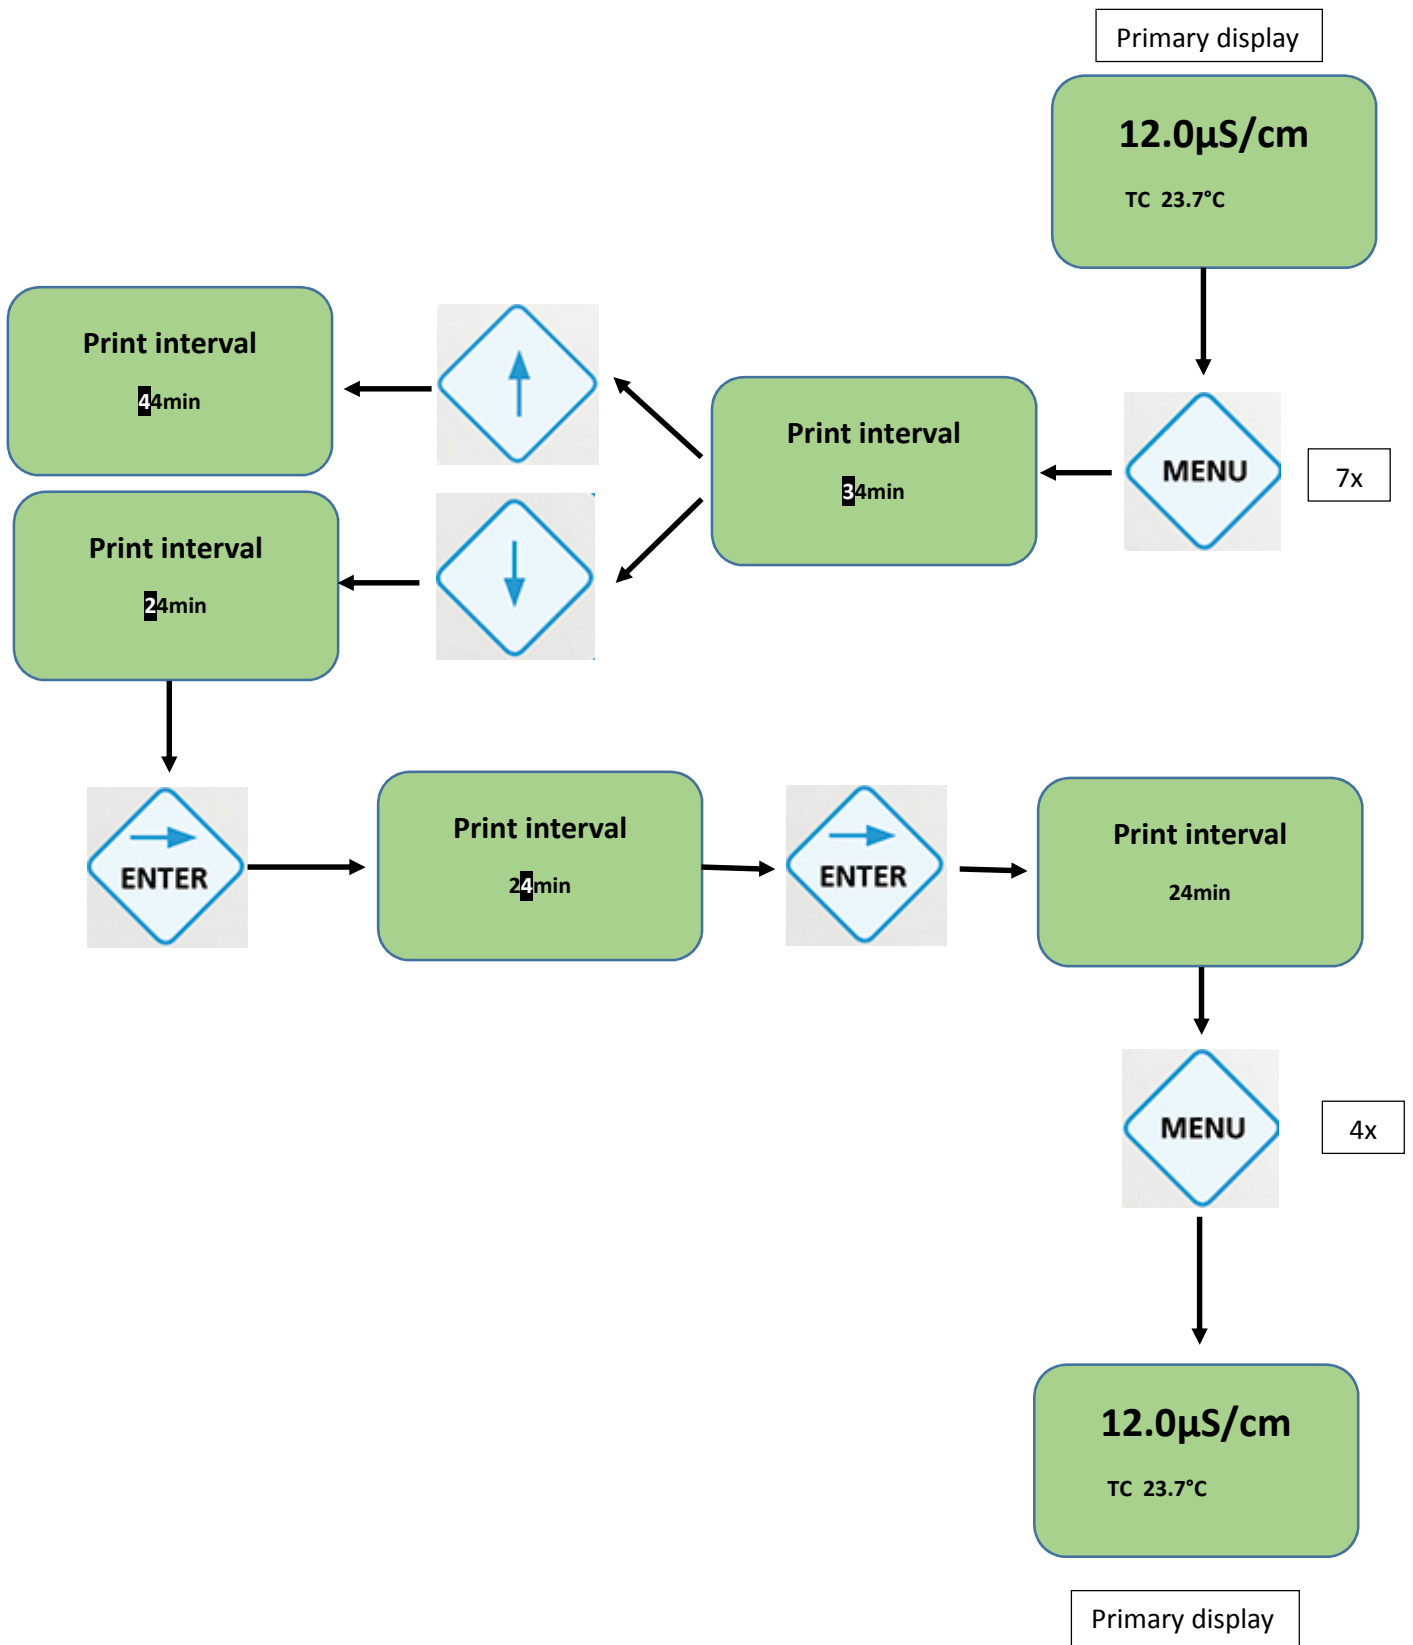 Primary display
12.0µS/cm
TC 23.7°C
MENU
7x
Print interval
34min
Print interval
44min
Print interval
24min
ENTER
Print interval
24min
ENTER
Print interval
24min
MENU
4x
12.0µS/cm
TC 23.7°C
Primary display